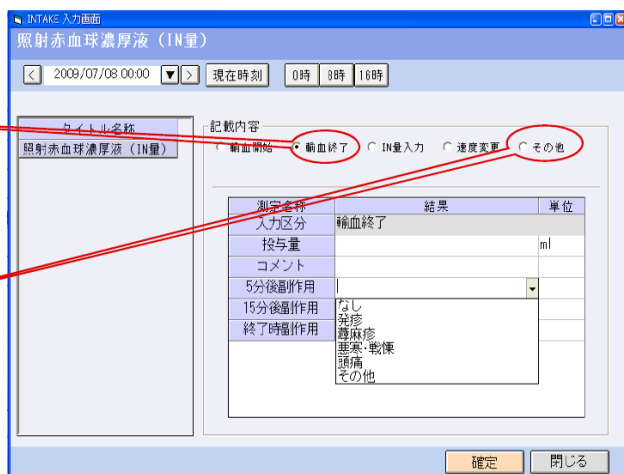 INTAKE 入力画面
照射赤血球濃厚液（IN量）
< 2009/07/08 00:00 ▼ > 現在時刻 0時 8時 16時
タイトル名称
照射赤血球濃厚液（IN量）
記載内容
輸血開始 輸血終了 IN量入力 速度変更 その他
測定名称 結果 単位
入力区分 輸血終了
投与量 ml
コメント
5分後副作用
15分後副作用
終了時副作用
なし
発疹
蕁麻疹
悪寒・戦慄
頭痛
その他
確定 閉じる